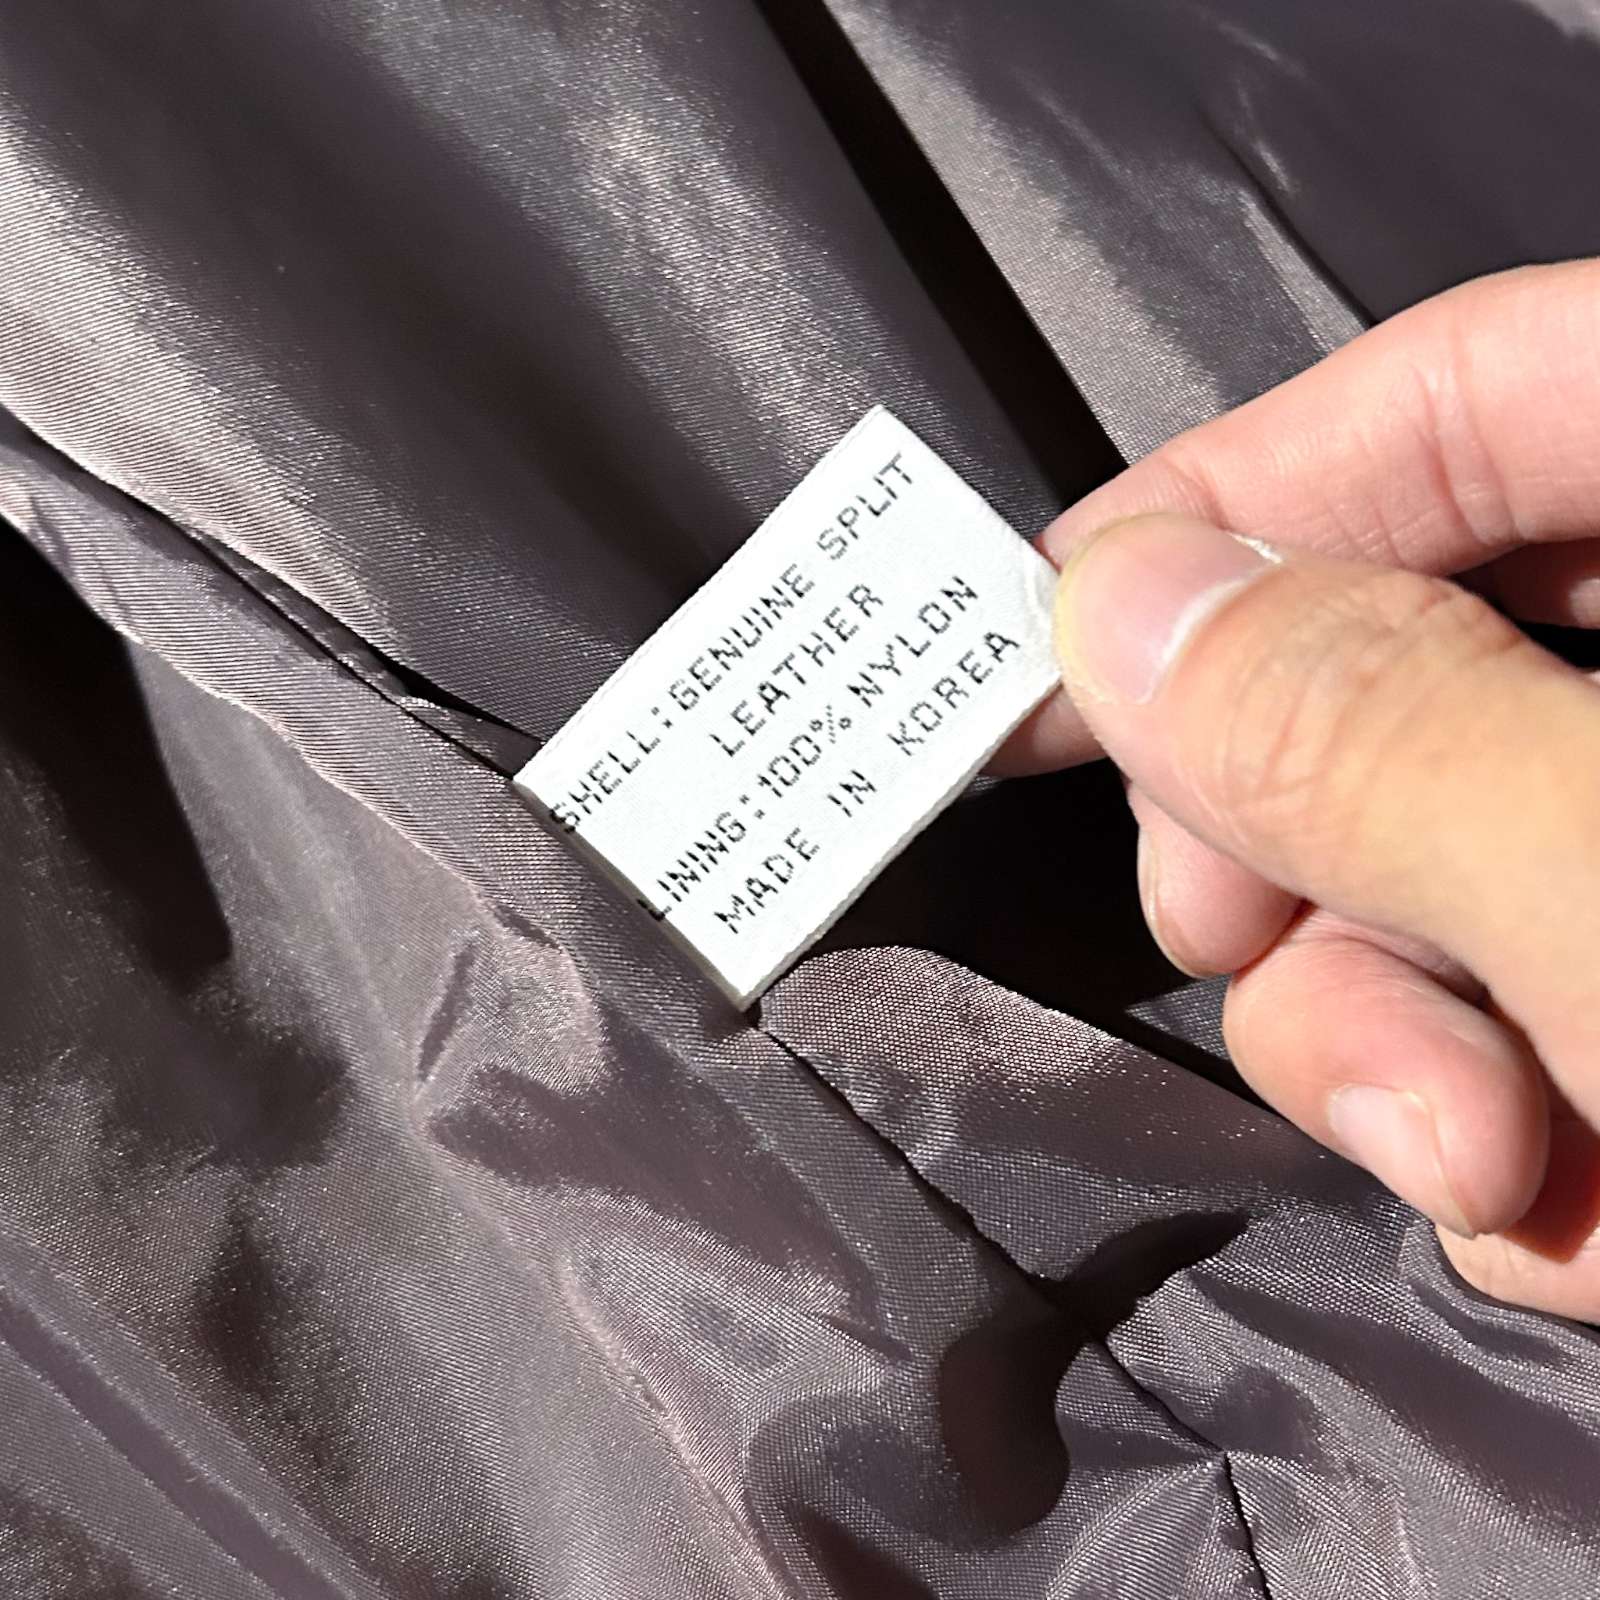 SHELL:GENUINE SPLIT
LEATHER
LINING:100% NYLON
MADE IN KOREA